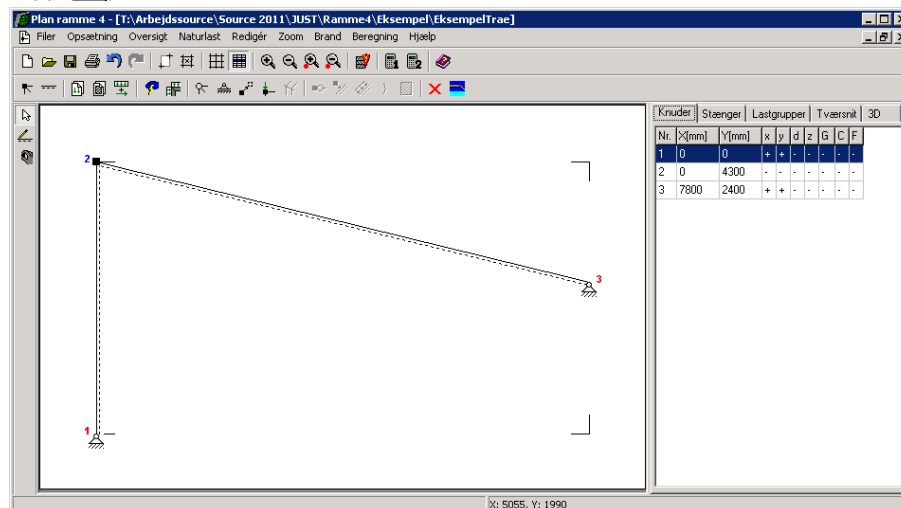 Plan ramme 4 - [T:\Arbejdssource\Source 2011\JUST\Ramme4\Eksempel\EksempelTrae]
Filer Opsætning Oversigt Naturlast Redigér Zoom Brand Beregning Hjælp
Knuder Stænger Lastgrupper Tværsnit 3D
Nr. X[mm] Y[mm] x y d z G C F
1 0 0 + + - - - - -
2 0 4300 - - - - - - -
3 7800 2400 + + - - - - -
2
3
1
X: 5055, Y: 1990